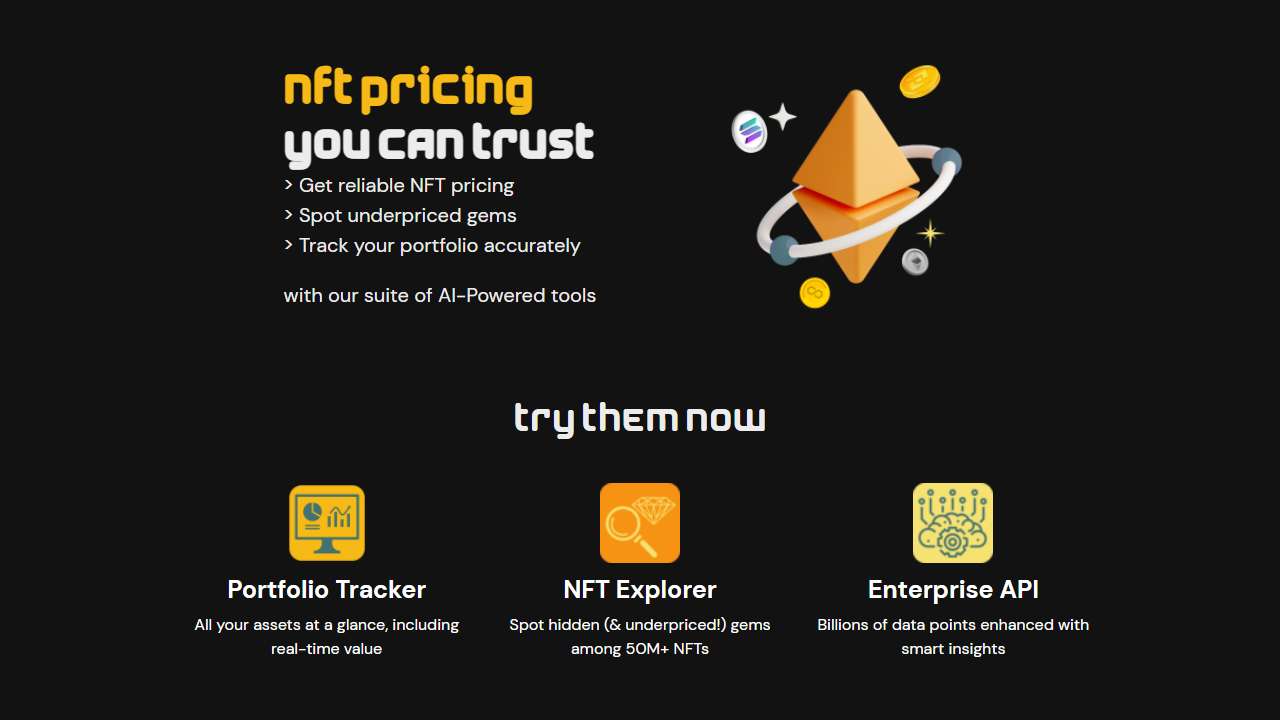 nft pricing
you can trust
> Get reliable NFT pricing
> Spot underpriced gems
> Track your portfolio accurately
with our suite of AI-Powered tools
try them now
Portfolio Tracker
All your assets at a glance, including
real-time value
NFT Explorer
Spot hidden (& underpriced!) gems
among 50M+ NFTs
Enterprise API
Billions of data points enhanced with
smart insights